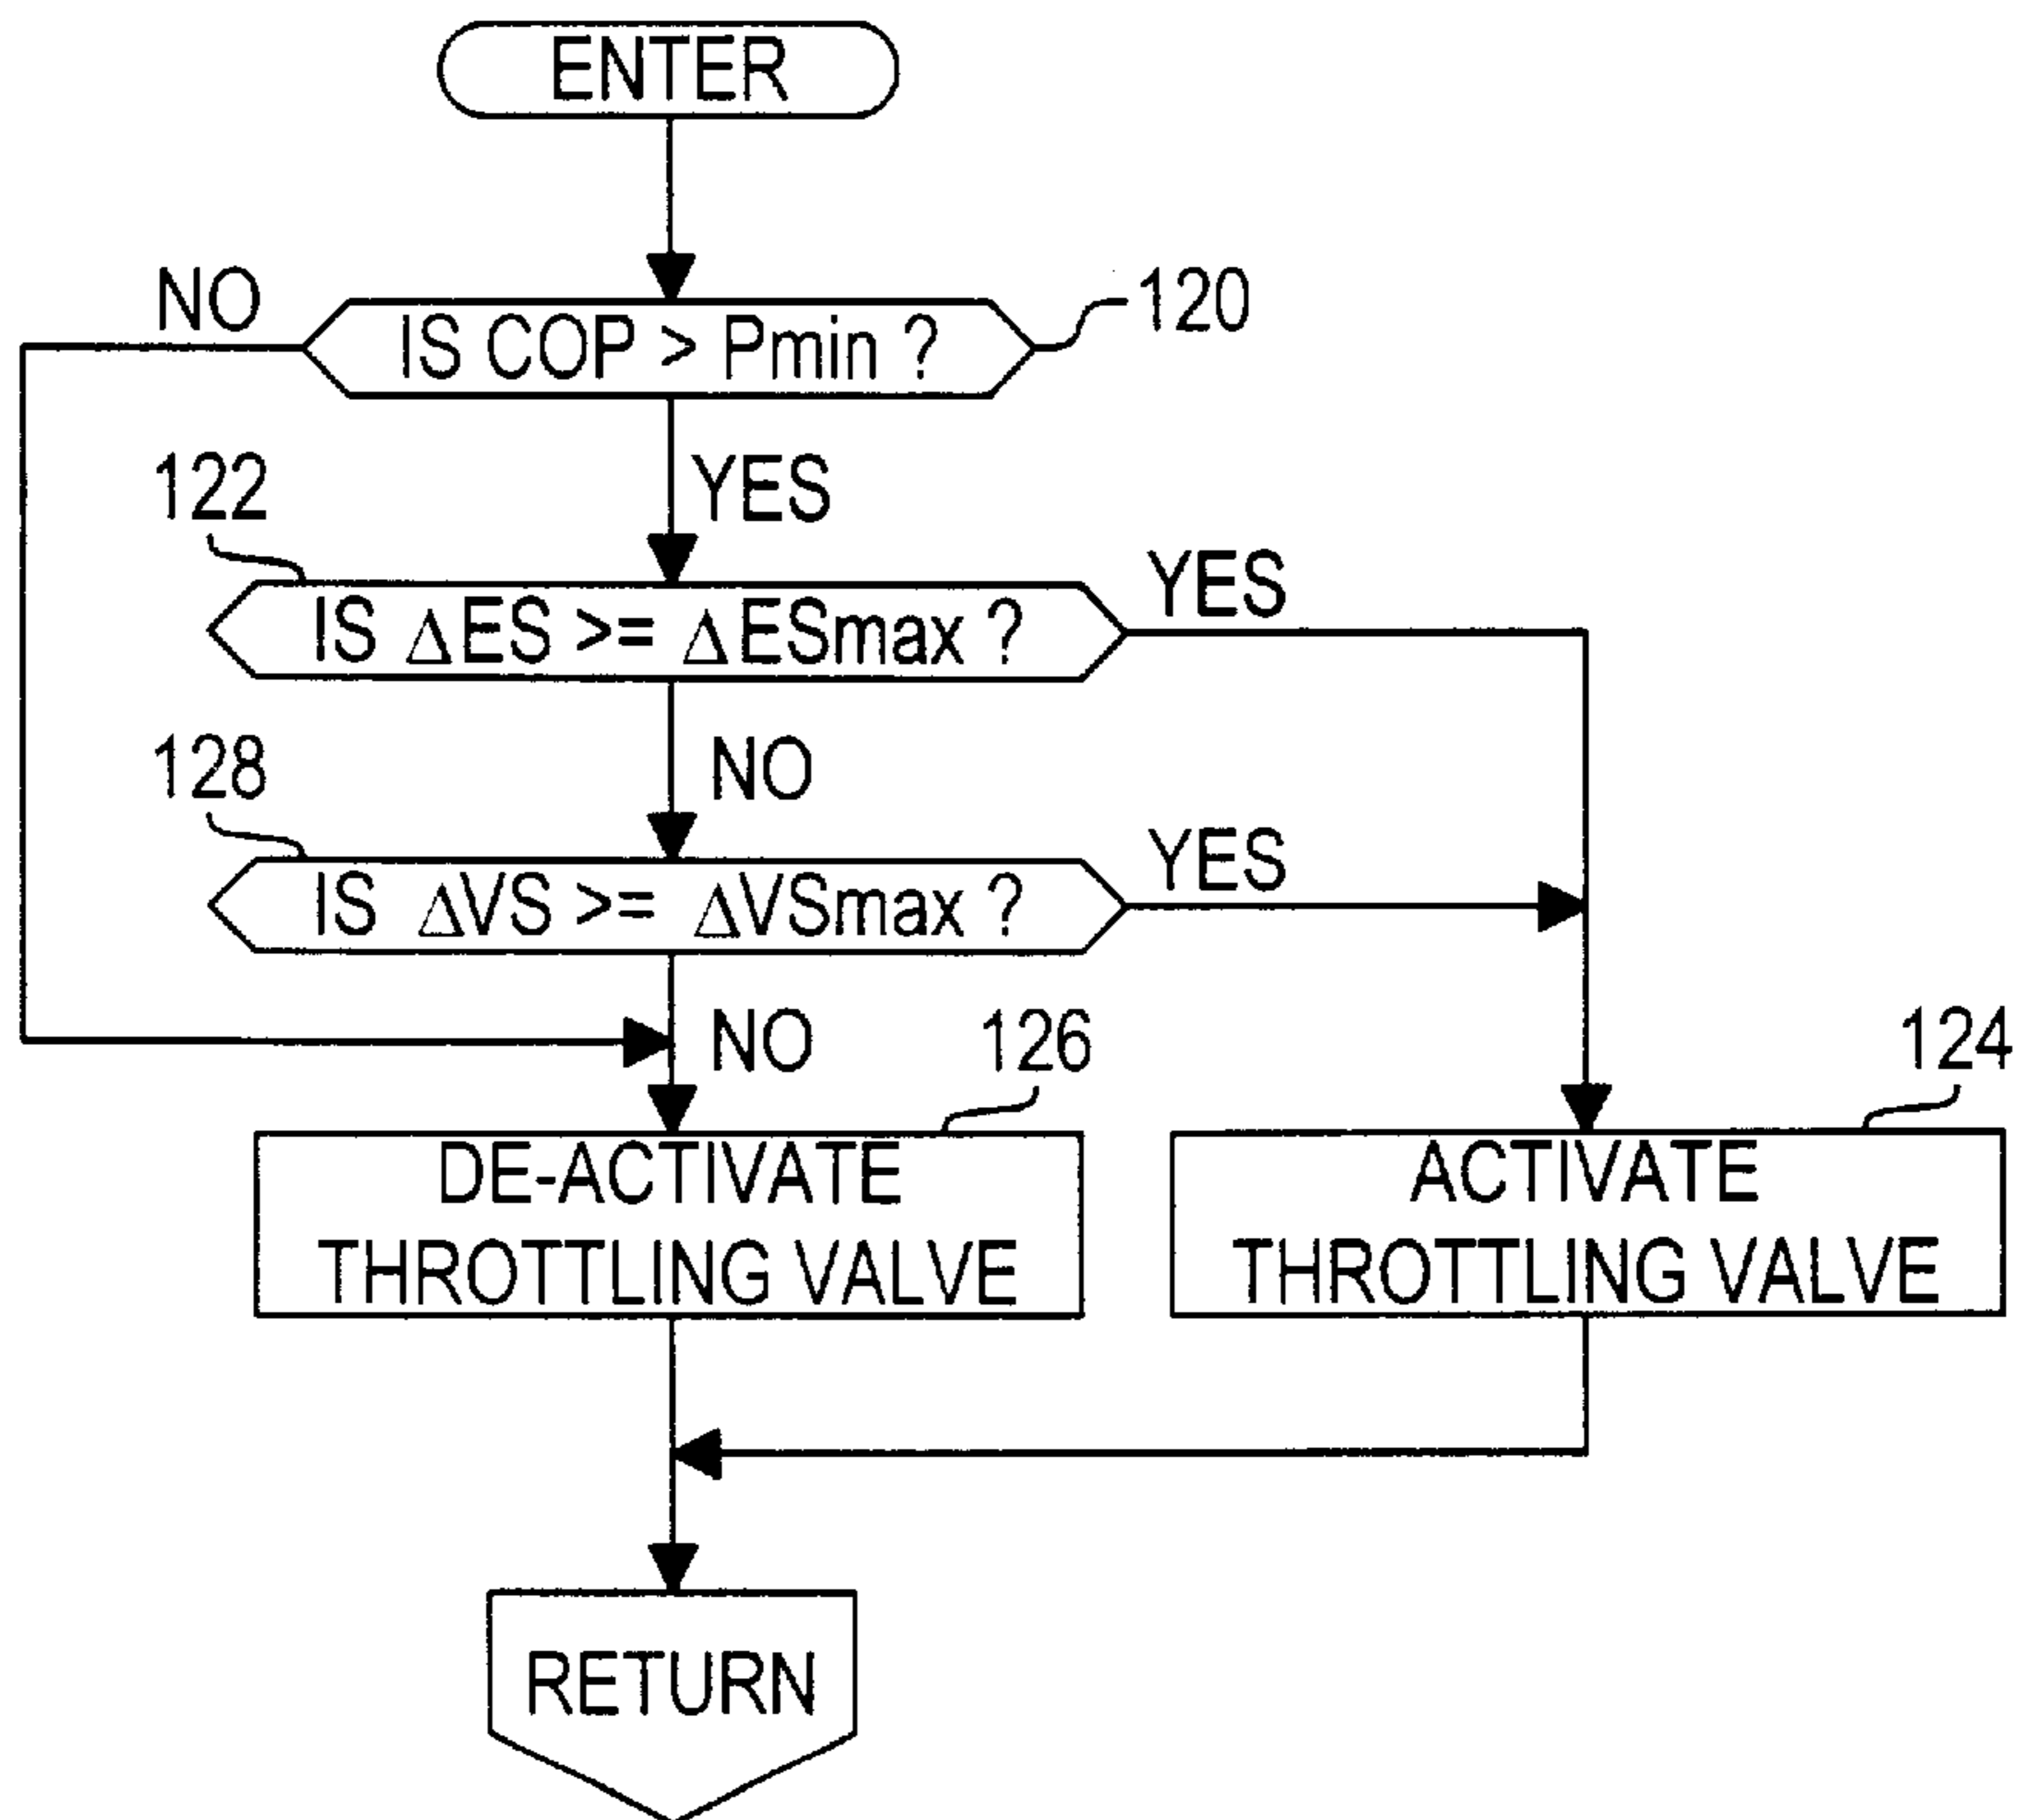 ENTER
NO
120
IS COP > Pmin ?
122
YES
YES
IS ΔES >= ΔESmax ?
128
NO
YES
IS ΔVS >= ΔVSmax ?
NO
126
124
DE-ACTIVATE
THROTTLING VALVE
ACTIVATE
THROTTLING VALVE
RETURN